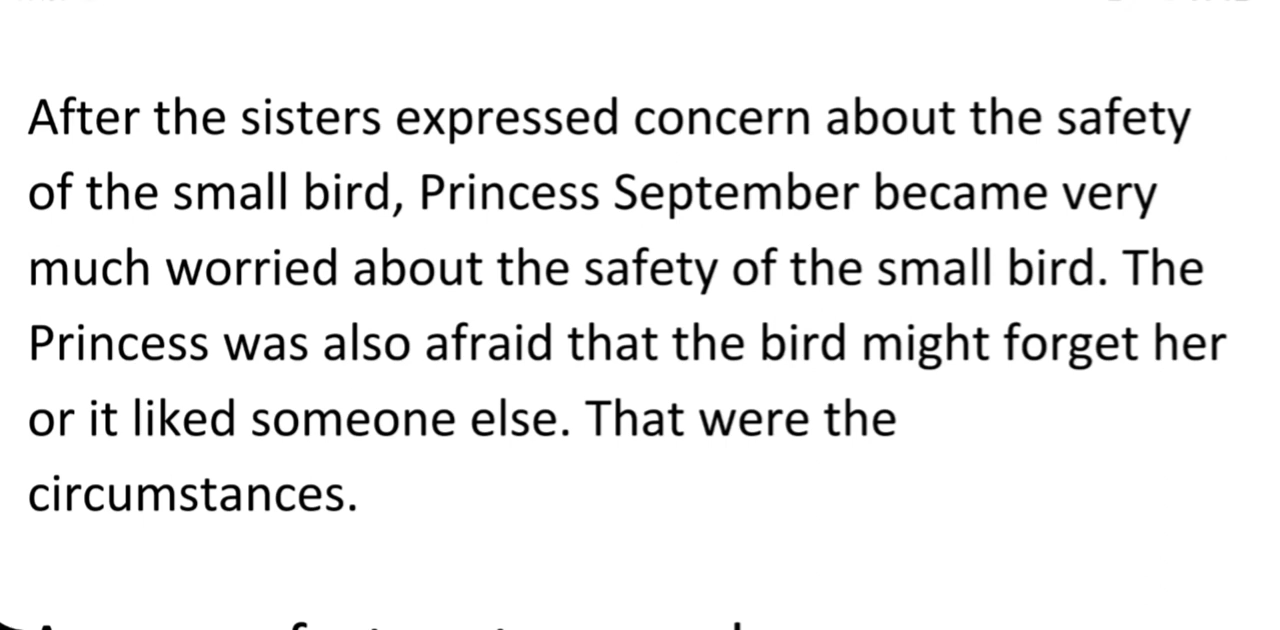 After the sisters expressed concern about the safety
of the small bird, Princess September became very
much worried about the safety of the small bird. The
Princess was also afraid that the bird might forget her
or it liked someone else. That were the
circumstances.